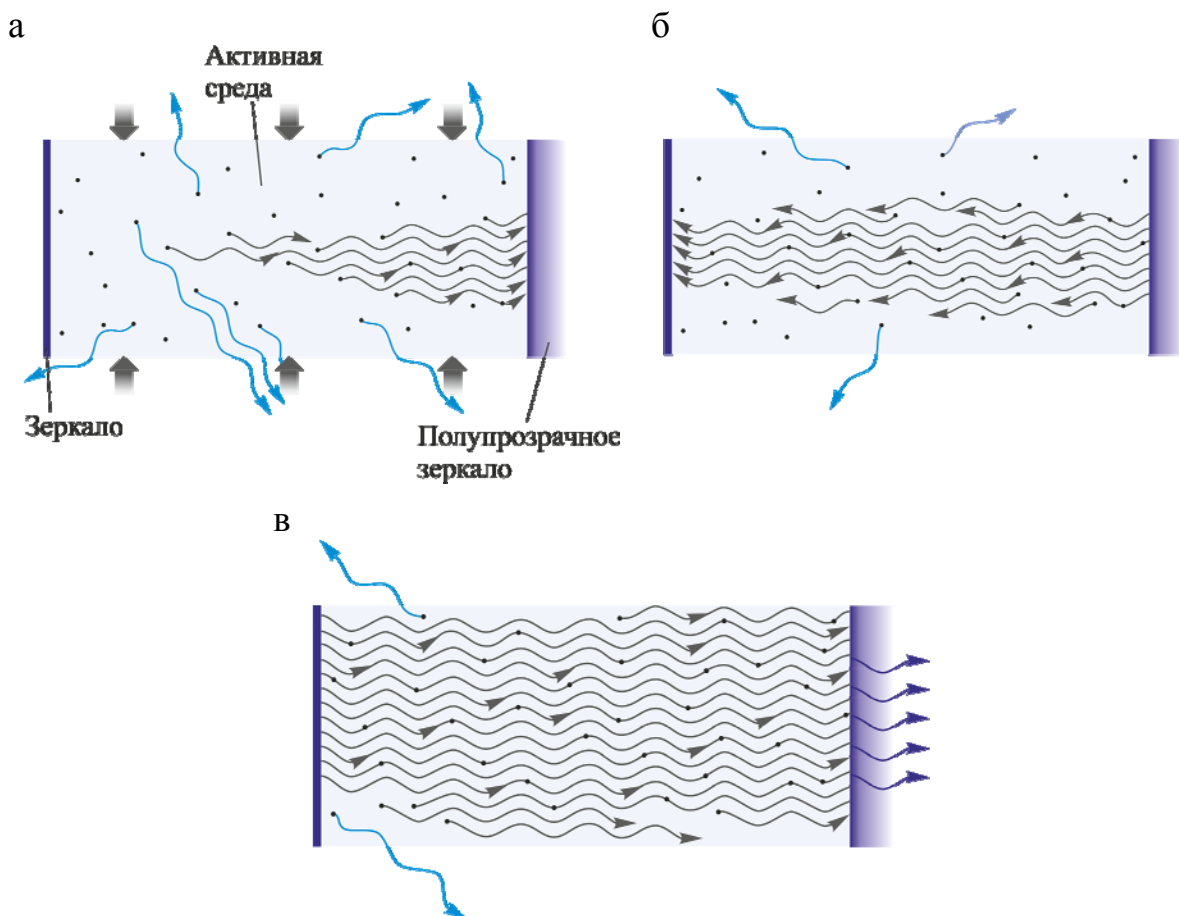 а
б
Активная
среда
Зеркало
Полупрозрачное
зеркало
в